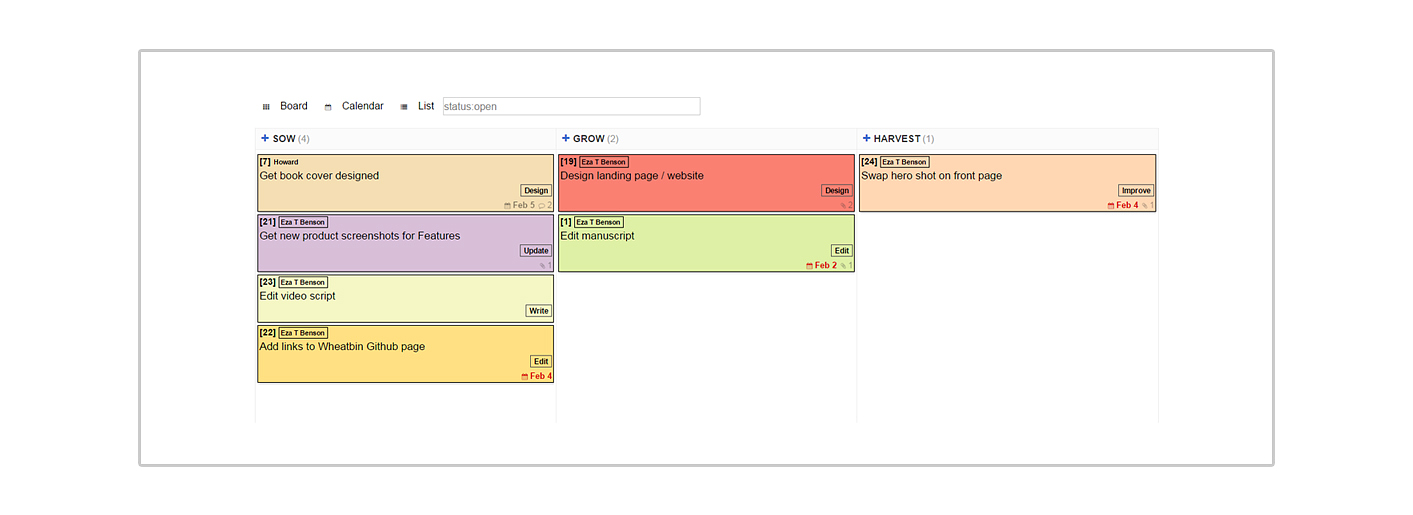 Board Calendar List status:open
+ SOW (4)
[7] Howard
Get book cover designed
Design
Feb 5 2
[21] Eza T Benson
Get new product screenshots for Features
Update
1
[23] Eza T Benson
Edit video script
Write
[22] Eza T Benson
Add links to Wheatbin Github page
Edit
Feb 4
+ GROW (2)
[19] Eza T Benson
Design landing page / website
Design
2
[1] Eza T Benson
Edit manuscript
Edit
Feb 2 1
+ HARVEST (1)
[24] Eza T Benson
Swap hero shot on front page
Improve
Feb 4 1